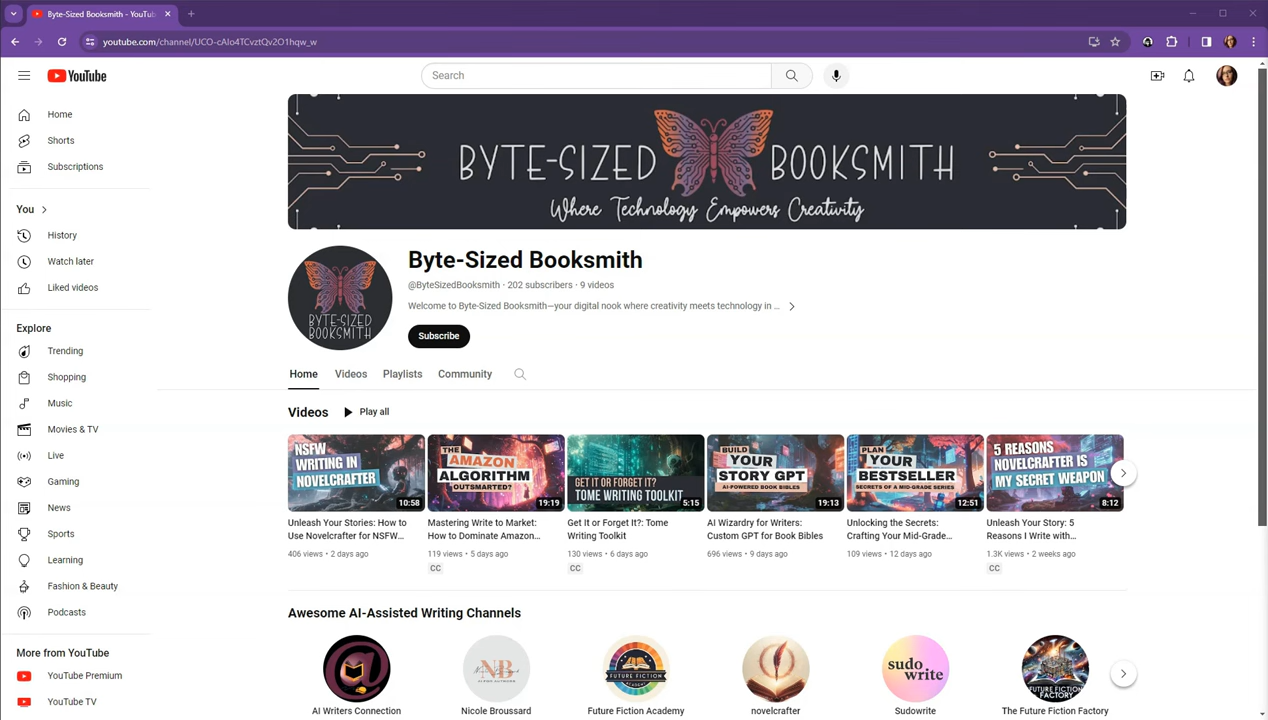 Byte-Sized Booksmith - YouTub
youtube.com/channel/UCO-cAIo4TCvztQv2O1hqw_w
YouTube
Search
Home
Shorts
Subscriptions
You
History
Watch later
Liked videos
Explore
Trending
Shopping
Music
Movies & TV
Live
Gaming
News
Sports
Learning
Fashion & Beauty
Podcasts
More from YouTube
YouTube Premium
YouTube TV
BYTE-SIZED BOOKSMITH
Where Technology Empowers Creativity
BYTE-SIZED
BOOKSMITH
Byte-Sized Booksmith
@ByteSizedBooksmith · 202 subscribers · 9 videos
Welcome to Byte-Sized Booksmith—your digital nook where creativity meets technology in ...
Subscribe
Home Videos Playlists Community
Videos Play all
NSFW
WRITING IN
NOVELCRAFTER
10:58
Unleash Your Stories: How to
Use Novelcrafter for NSFW...
406 views • 2 days ago
THE
AMAZON
ALGORITHM
OUTSMARTED?
19:19
Mastering Write to Market:
How to Dominate Amazon...
119 views • 5 days ago
CC
GET IT OR FORGET IT?
TOME WRITING TOOLKIT
5:15
Get It or Forget It?: Tome
Writing Toolkit
130 views • 6 days ago
CC
BUILD
YOUR
STORY GPT
AI-POWERED BOOK BIBLES
19:13
AI Wizardry for Writers:
Custom GPT for Book Bibles
696 views • 9 days ago
PLAN
YOUR
BESTSELLER
SECRETS OF A MID-GRADE SERIES
12:51
Unlocking the Secrets:
Crafting Your Mid-Grade...
109 views • 12 days ago
5 REASONS
NOVELCRAFTER IS
MY SECRET WEAPON
8:12
Unleash Your Story: 5
Reasons I Write with...
1.3K views • 2 weeks ago
CC
Awesome AI-Assisted Writing Channels
AI Writers Connection
NB
Nicole Broussard
FUTURE FICTION
ACADEMY
Future Fiction Academy
novelcrafter
sudo
write
Sudowrite
FUTURE FICTION
FACTORY
The Future Fiction Factory